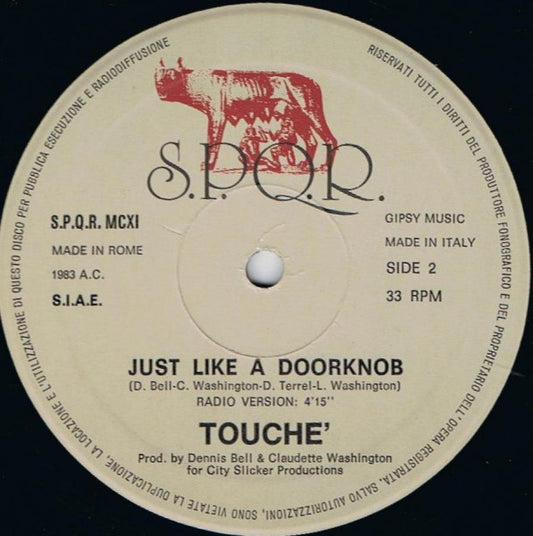 S.P.Q.R.
S.P.Q.R. MCXI
MADE IN ROME
1983 A.C.
S.I.A.E.
GIPSY MUSIC
MADE IN ITALY
SIDE 2
33 RPM
JUST LIKE A DOORKNOB
(D. Bell-C. Washington-D. Terrel-L. Washington)
RADIO VERSION: 4'15''
TOUCHE'
Prod. by Dennis Bell & Claudette Washington
for City Slicker Productions
RISERVATI TUTTI I DIRITTI DEL PRODUTTORE FONOGRAFICO E DEL PROPRIETARIO DELL'OPERA REGISTRATA. SALVO AUTORIZZAZIONI, SONO VIETATE LA DUPLICAZIONE, LA LOCAZIONE E L'UTILIZZAZIONE DI QUESTO DISCO PER PUBBLICA ESECUZIONE E RADIODIFFUSIONE